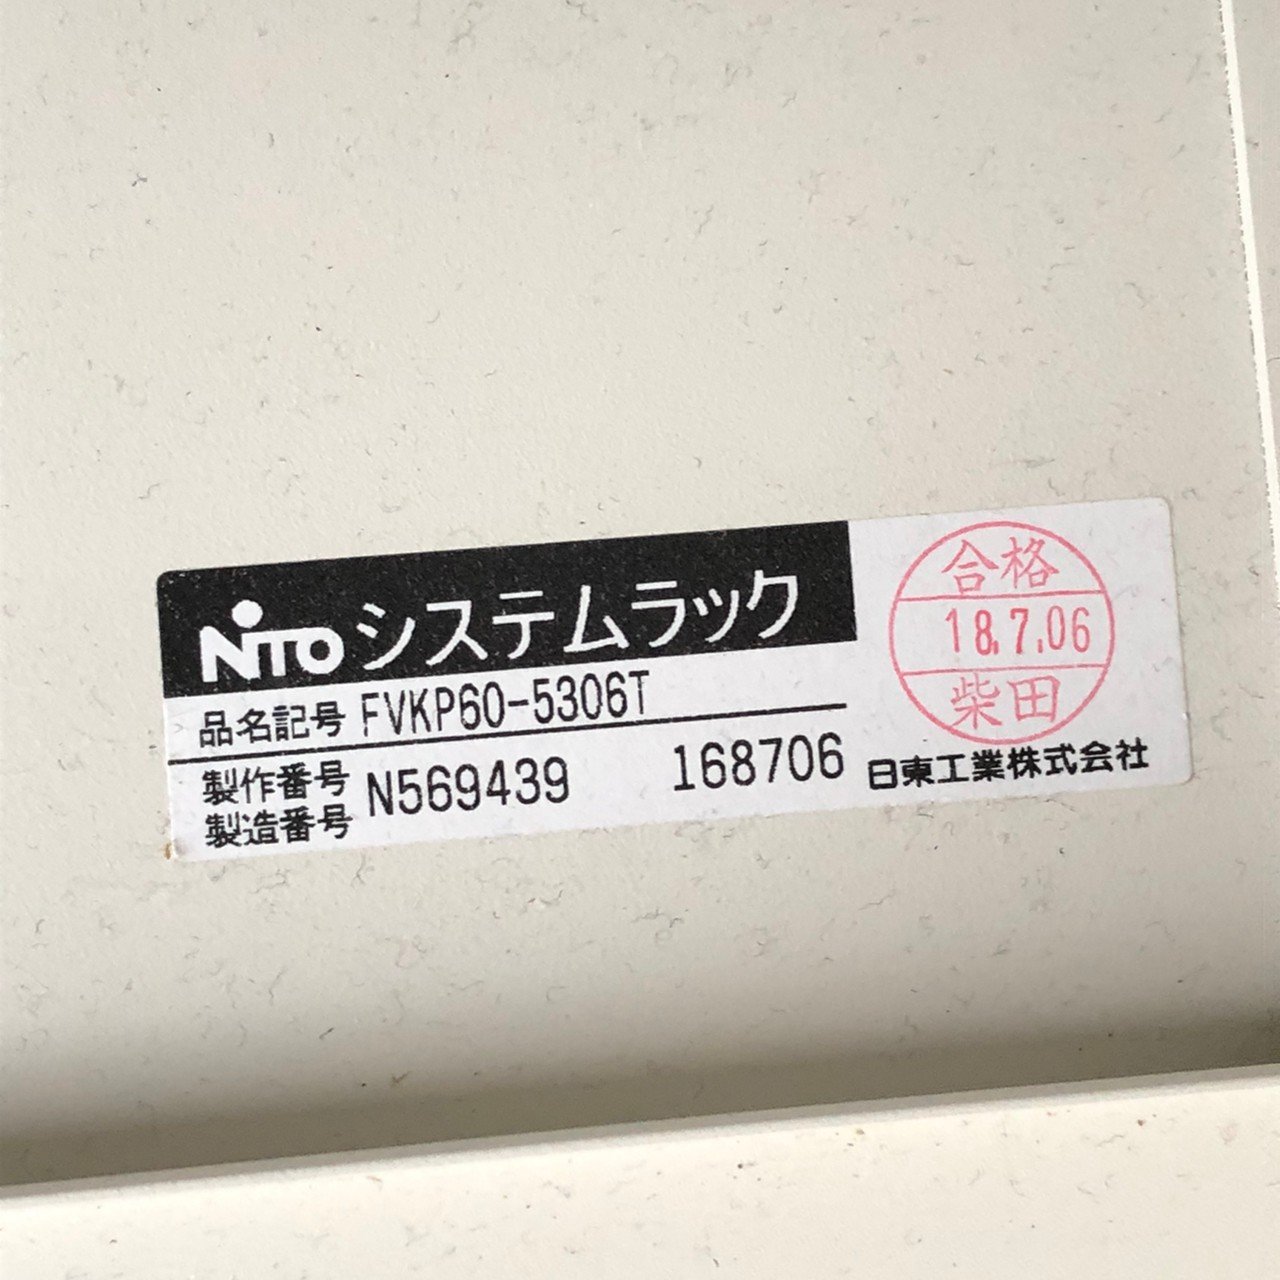 NITO システムラック
品名記号 FVKP60-5306T
製作番号
製造番号 N569439 168706
合格
18.7.06
柴田
日東工業株式会社